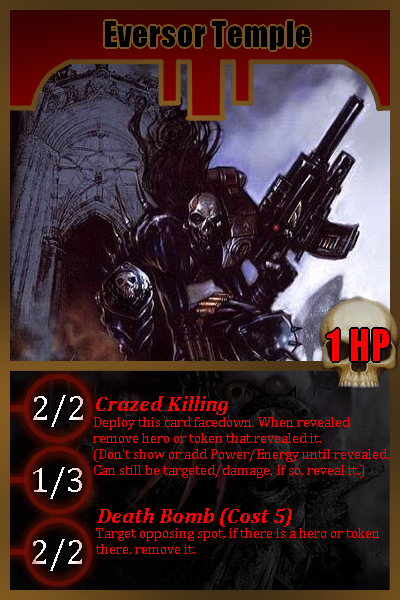 Eversor Temple
1 HP
2/2 Crazed Killing
Deploy this card facedown. When revealed
remove hero or token that revealed it.
(Don't show or add Power/Energy until revealed.
Can still be targeted/damage. If so, reveal it.)
1/3
Death Bomb (Cost 5)
2/2 Target opposing spot, if there is a hero or token
there, remove it.